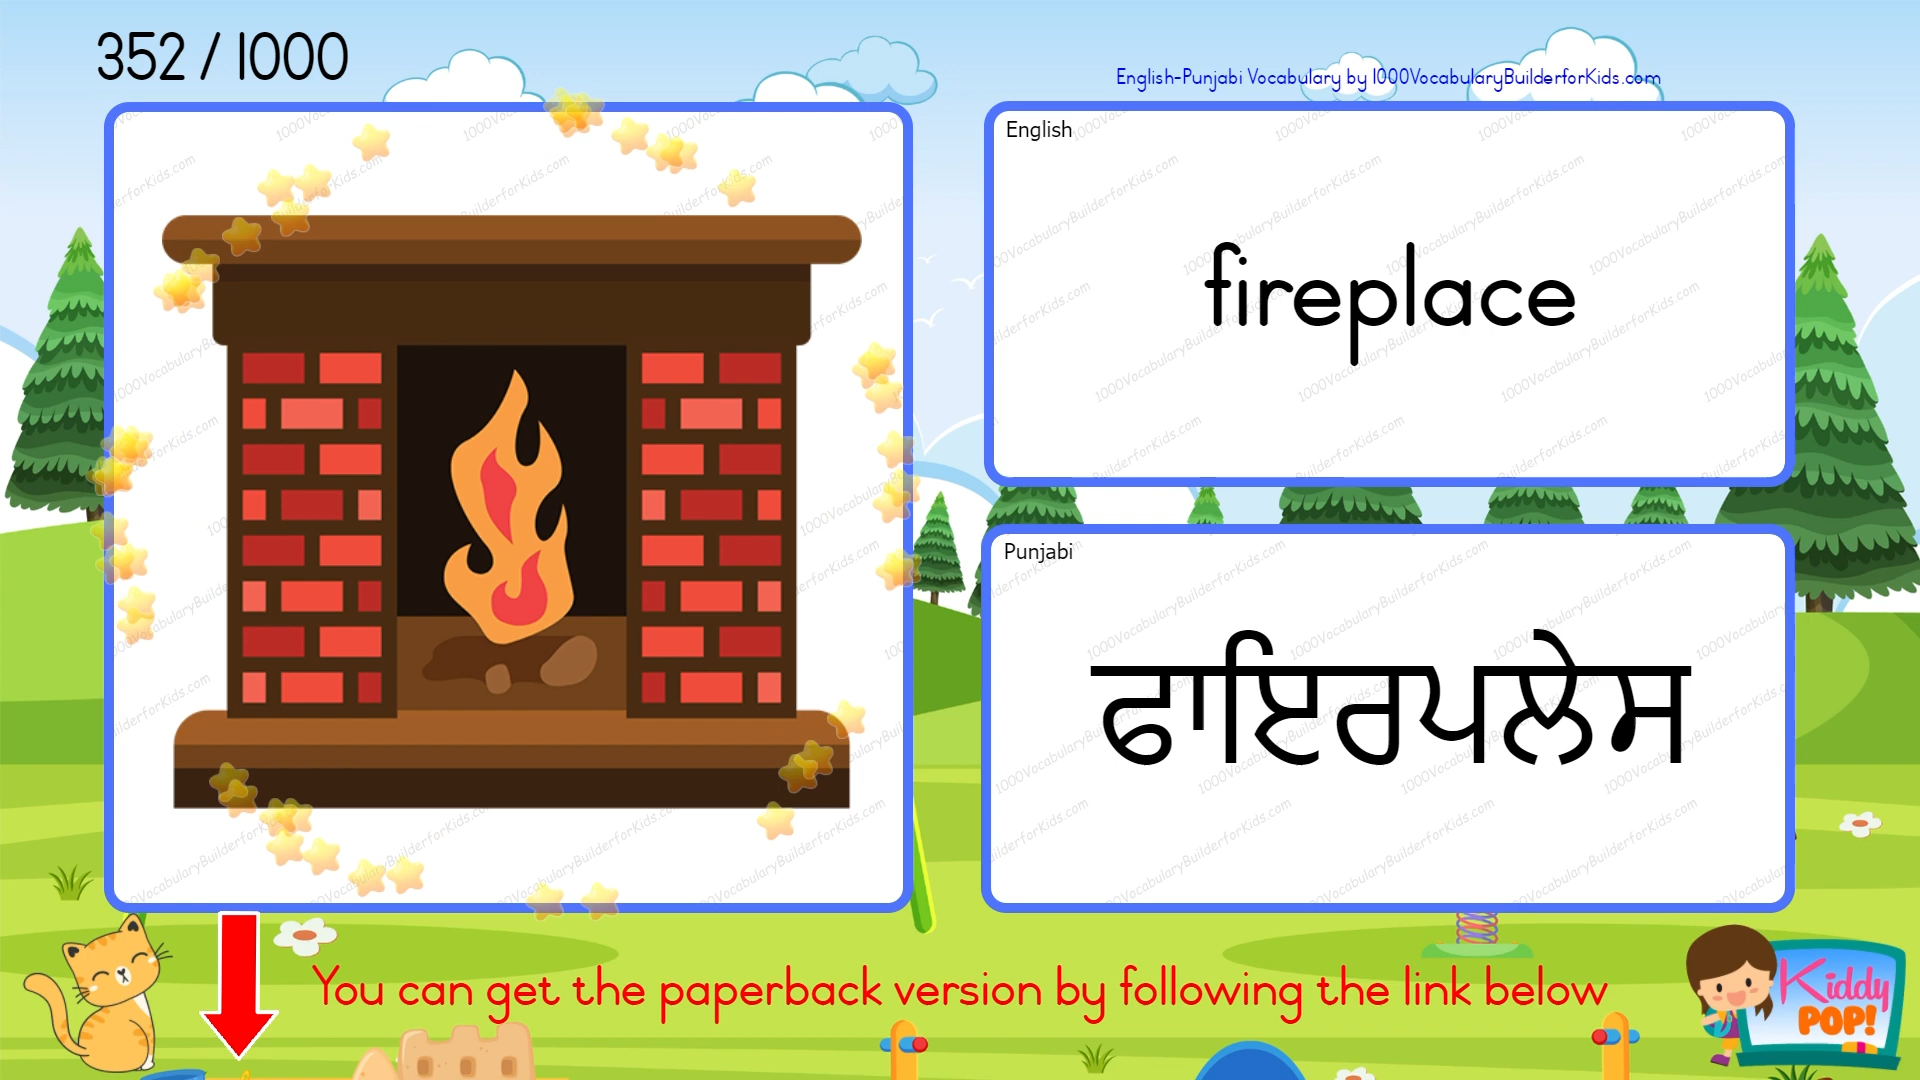 352 / 1000
English-Punjabi Vocabulary by 1000VocabularyBuilderforKids.com
English
fireplace
Punjabi
ਫਾਇਰਪਲੇਸ
You can get the paperback version by following the link below
Kiddy
POP!